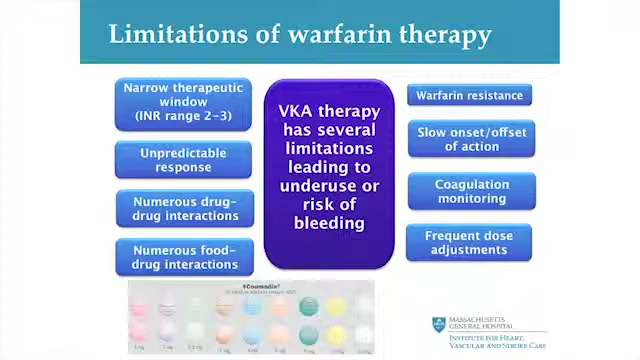 Limitations of warfarin therapy
Narrow therapeutic
window
(INR range 2-3)
Unpredictable
response
Numerous drug-
drug interactions
Numerous food-
drug interactions
VKA therapy
has several
limitations
leading to
underuse or
risk of
bleeding
Warfarin resistance
Slow onset/offset
of action
Coagulation
monitoring
Frequent dose
adjustments
Coumadin
MASSACHUSETTS
GENERAL HOSPITAL
INSTITUTE FOR HEART,
VASCULAR AND STROKE CARE